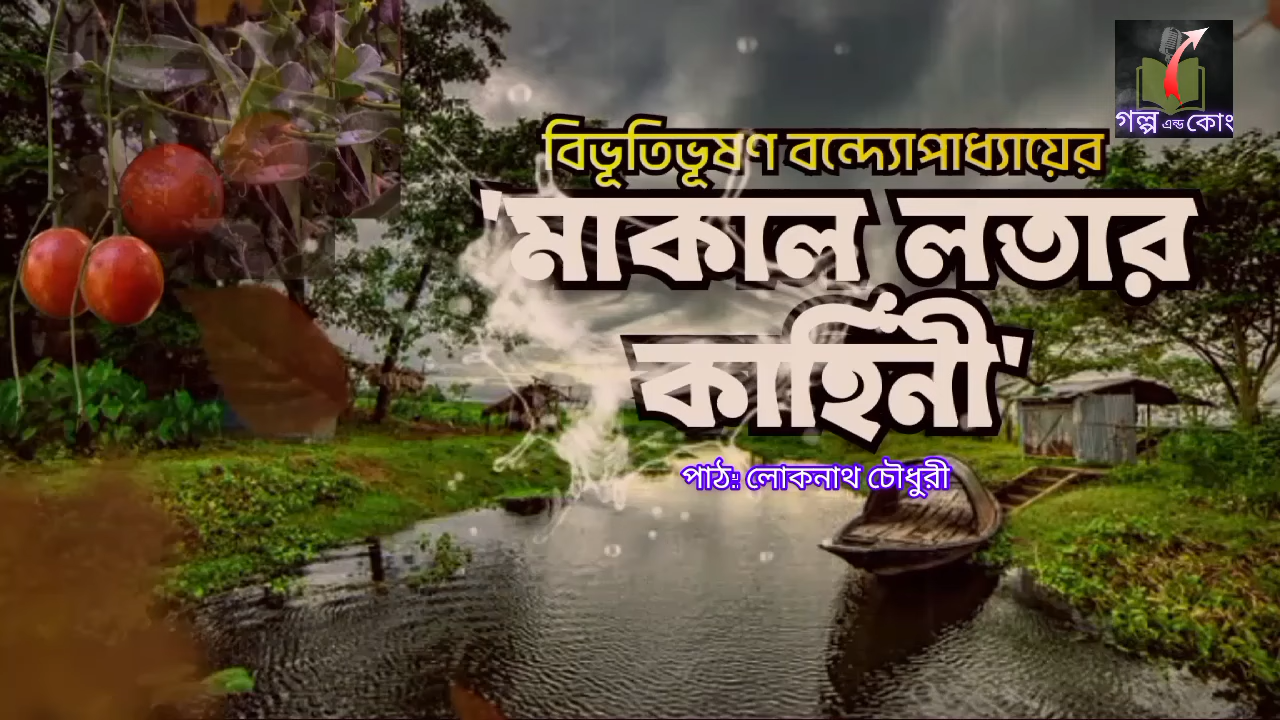 গল্প এন্ড কোং
বিভূতিভূষণ বন্দ্যোপাধ্যায়ের
'মাকাল লতার
কাহিনী'
পাঠ: লোকনাথ চৌধুরী